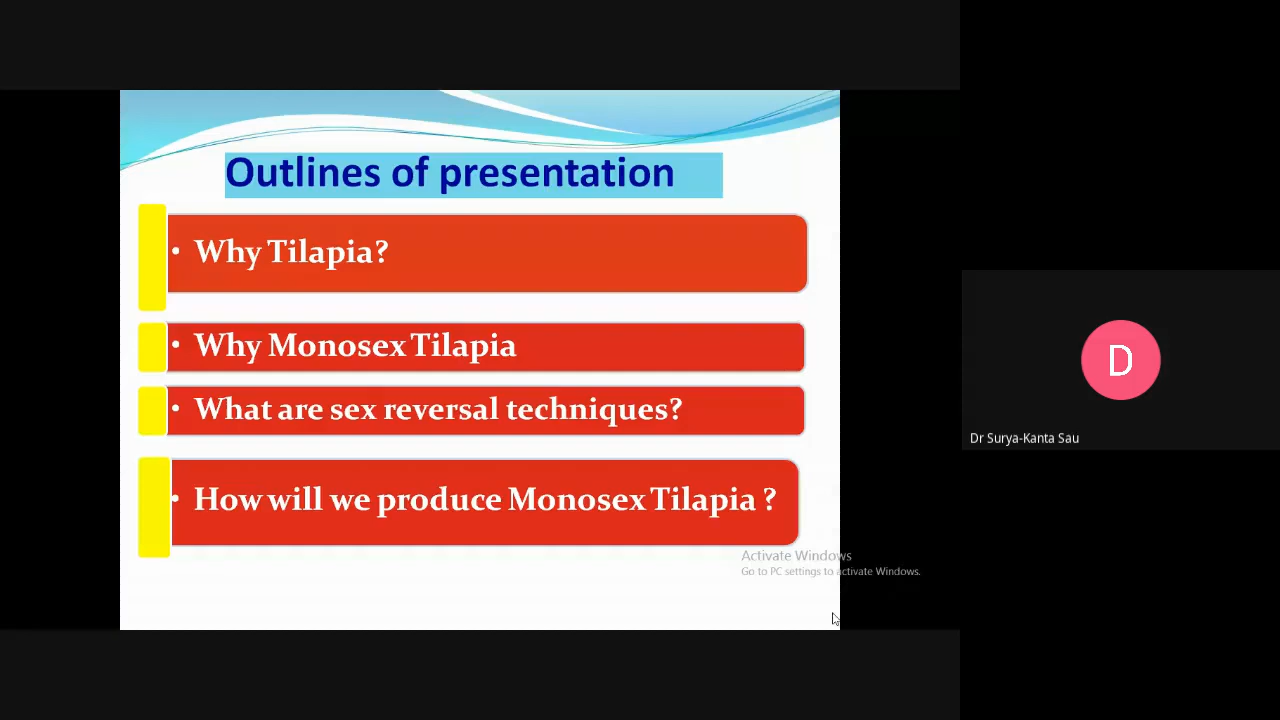 Outlines of presentation
• Why Tilapia?
• Why Monosex Tilapia
• What are sex reversal techniques?
• How will we produce Monosex Tilapia ?
Activate Windows
Go to PC settings to activate Windows.
D
Dr Surya-Kanta Sau